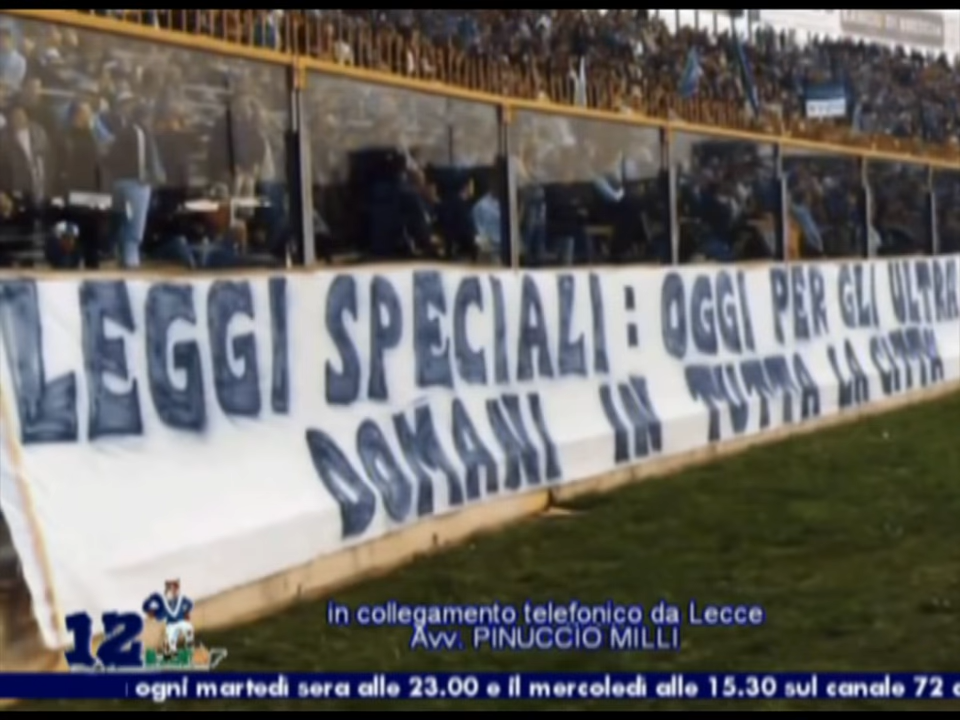 LEGGI SPECIALI : OGGI PER GLI ULTRA
DOMANI IN TUTTA LA CITTA
12
in collegamento telefonico da Lecce
Avv. PINUCCIO MILLI
ogni martedì sera alle 23.00 e il mercoledì alle 15.30 sul canale 72